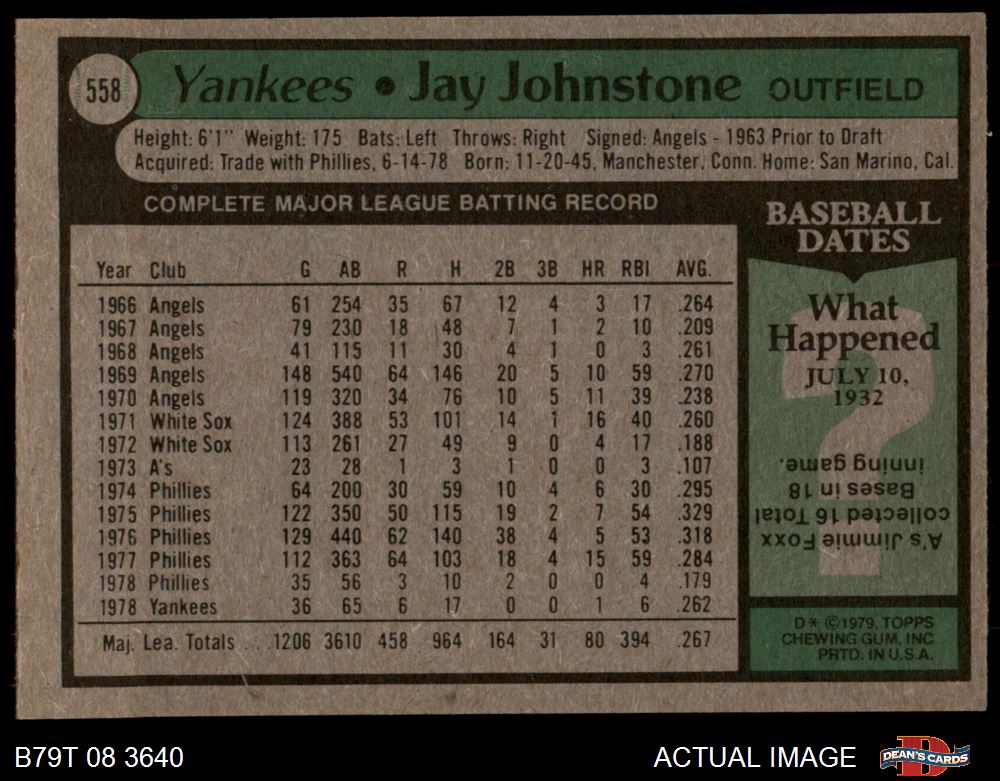 558 Yankees • Jay Johnstone OUTFIELD
Height: 6'1" Weight: 175 Bats: Left Throws: Right Signed: Angels - 1963 Prior to Draft
Acquired: Trade with Phillies, 6-14-78 Born: 11-20-45, Manchester, Conn. Home: San Marino, Cal.
COMPLETE MAJOR LEAGUE BATTING RECORD
Year Club G AB R H 2B 3B HR RBI AVG.
1966 Angels 61 254 35 67 12 4 3 17 .264
1967 Angels 79 230 18 48 7 1 2 10 .209
1968 Angels 41 115 11 30 4 1 0 3 .261
1969 Angels 148 540 64 146 20 5 10 59 .270
1970 Angels 119 320 34 76 10 5 11 39 .238
1971 White Sox 124 388 53 101 14 1 16 40 .260
1972 White Sox 113 261 27 49 9 0 4 17 .188
1973 A's 23 28 1 3 1 0 0 3 .107
1974 Phillies 64 200 30 59 10 4 6 30 .295
1975 Phillies 122 350 50 115 19 2 7 54 .329
1976 Phillies 129 440 62 140 38 4 5 53 .318
1977 Phillies 112 363 64 103 18 4 15 59 .284
1978 Phillies 35 56 3 10 2 0 0 4 .179
1978 Yankees 36 65 6 17 0 0 1 6 .262
Maj. Lea. Totals . . .1206 3610 458 964 164 31 80 394 .267
BASEBALL
DATES
What
Happened
JULY 10,
1932
A's Jimmie Foxx
collected 16 Total
Bases in 18
inning game.
D* ©1979, TOPPS
CHEWING GUM, INC
PRTD. IN U.S.A.
B79T 08 3640 ACTUAL IMAGE DEAN'S CARDS